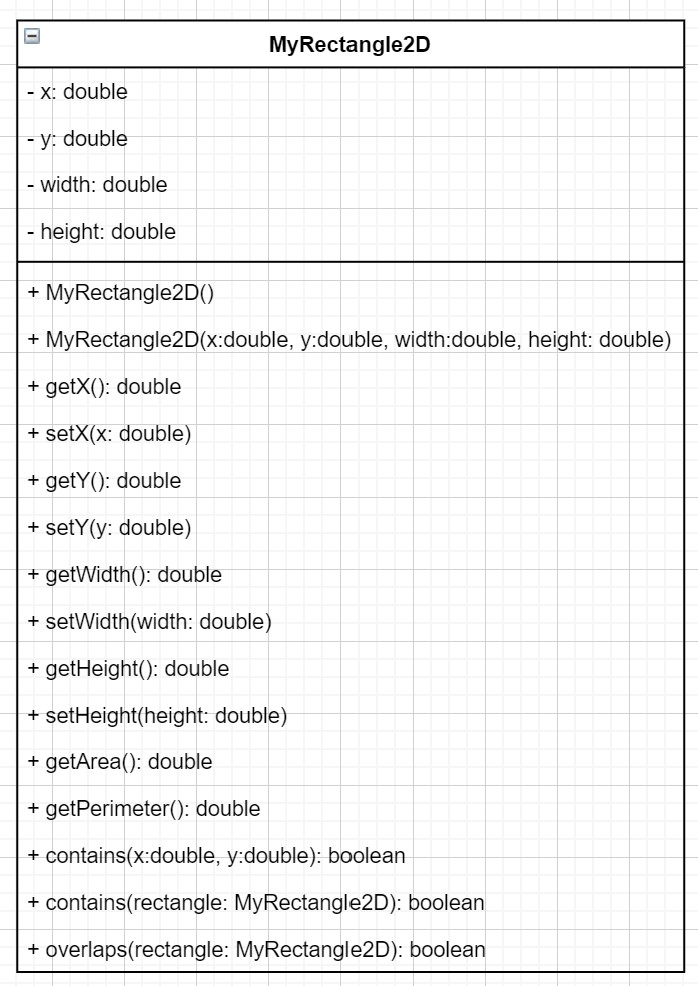 MyRectangle2D
- x: double
- y: double
- width: double
- height: double
+ MyRectangle2D()
+ MyRectangle2D(x:double, y:double, width:double, height: double)
+ getX(): double
+ setX(x: double)
+ getY(): double
+ setY(y: double)
+ getWidth(): double
+ setWidth(width: double)
+ getHeight(): double
+ setHeight(height: double)
+ getArea(): double
+ getPerimeter(): double
+ contains(x:double, y:double): boolean
+ contains(rectangle: MyRectangle2D): boolean
+ overlaps(rectangle: MyRectangle2D): boolean